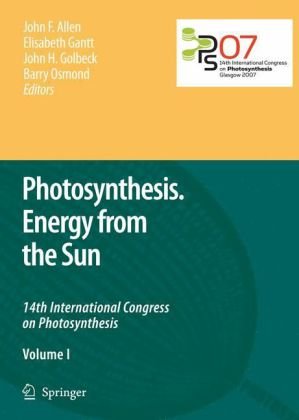 John F. Allen
Elisabeth Gantt
John H. Golbeck
Barry Osmond
Editors
PS07
14th International Congress
on Photosynthesis
Glasgow 2007
Photosynthesis.
Energy from
the Sun
14th International Congress
on Photosynthesis
Volume I
Springer